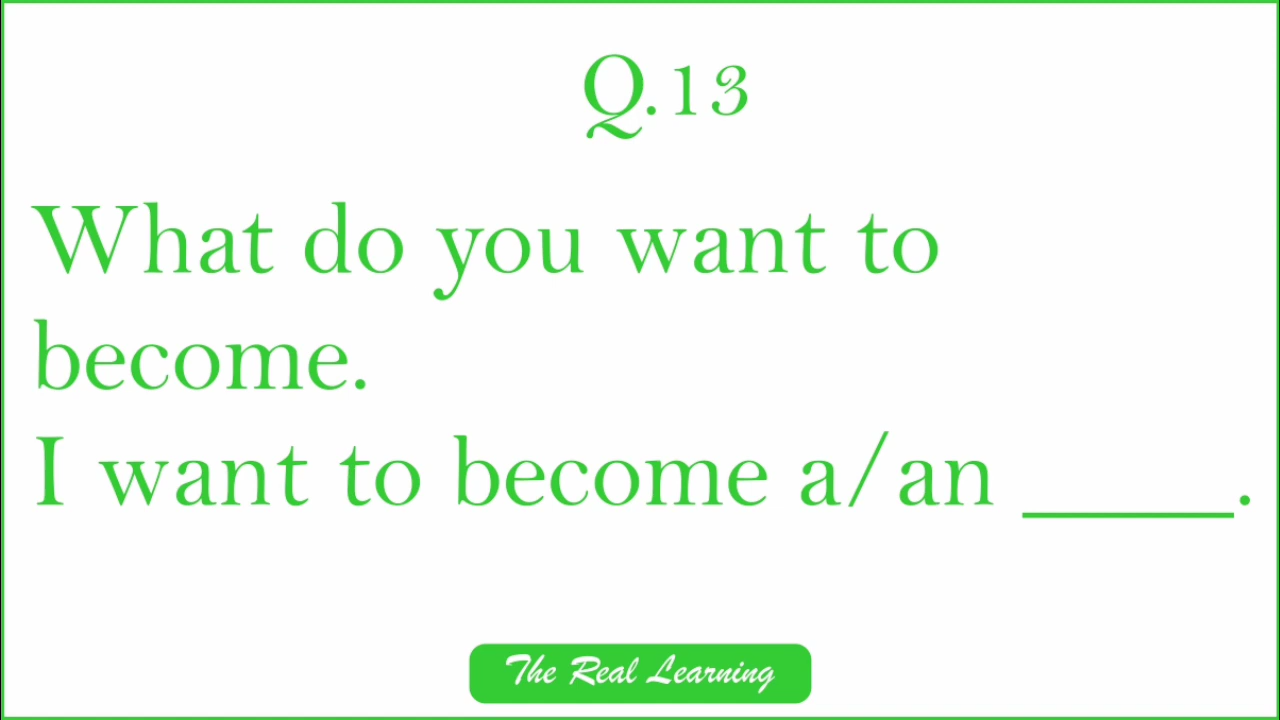 Q.13
What do you want to
become.
I want to become a/an _____.
The Real Learning